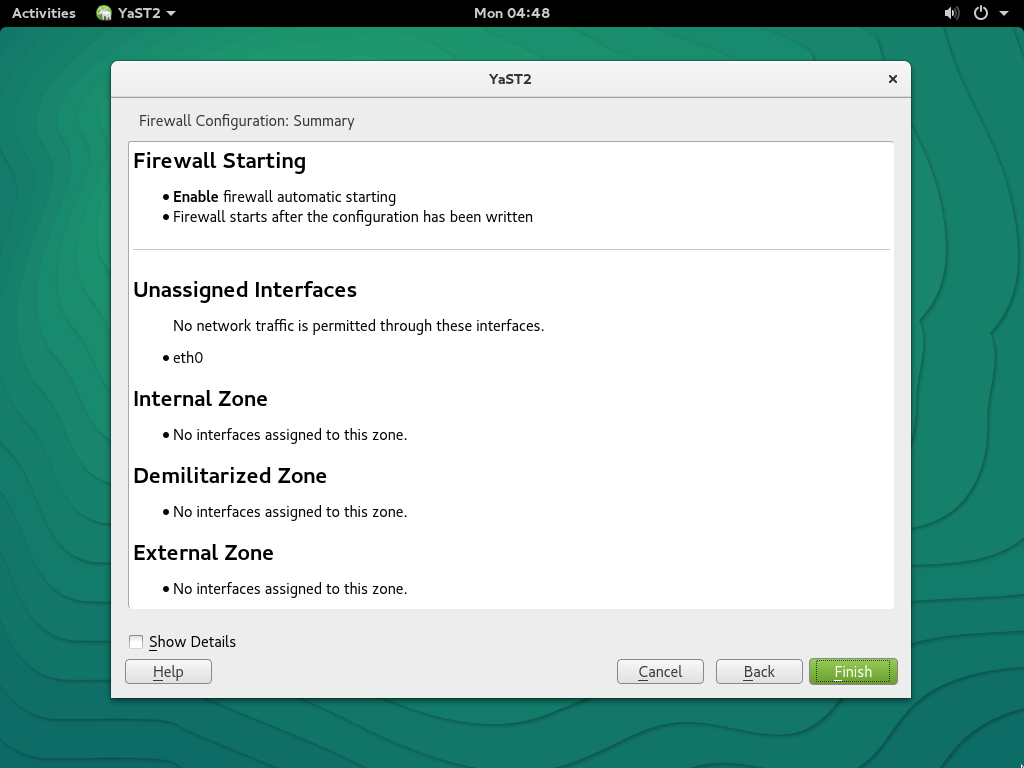 Activities YaST2 Mon 04:48
YaST2
Firewall Configuration: Summary
Firewall Starting
• Enable firewall automatic starting
• Firewall starts after the configuration has been written
Unassigned Interfaces
No network traffic is permitted through these interfaces.
• eth0
Internal Zone
• No interfaces assigned to this zone.
Demilitarized Zone
• No interfaces assigned to this zone.
External Zone
• No interfaces assigned to this zone.
Show Details
Help Cancel Back Finish